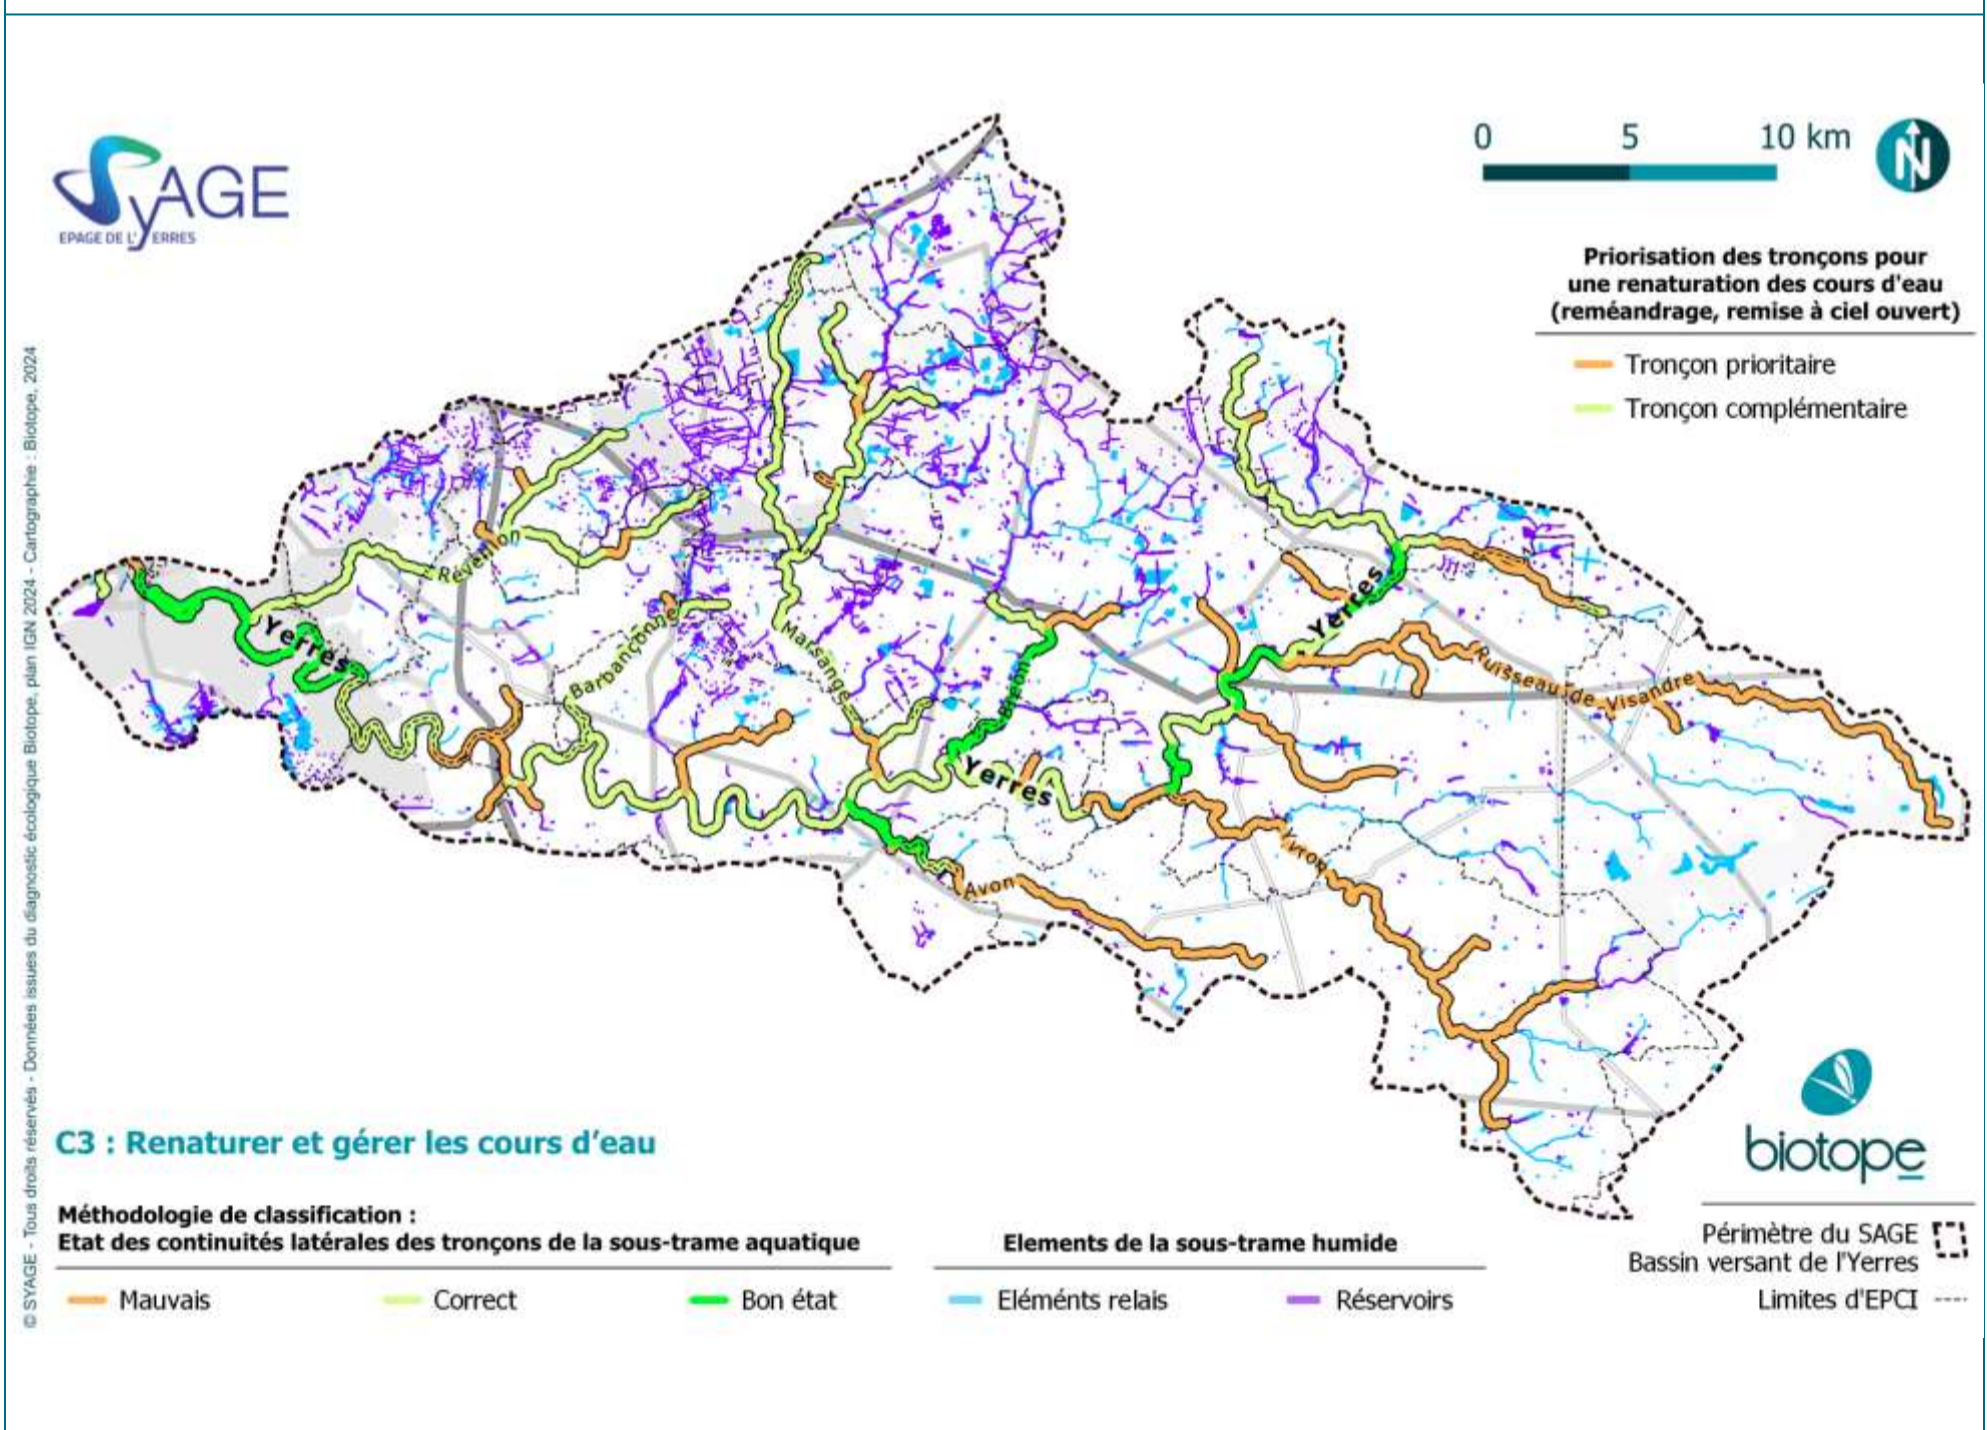 SyAGE
EPAGE DE L'YERRES
0 5 10 km
N
Priorisation des tronçons pour
une renaturation des cours d'eau
(reméandrage, remise à ciel ouvert)
Tronçon prioritaire
Tronçon complémentaire
Réveillon
Yerres
Barbançonne
Marsange
Bréon
Yerres
Yerres
Ruisseau de Visandre
Yvron
Avon
© SYAGE - Tous droits réservés - Données issues du diagnostic écologique Biotope, plan IGN 2024 - Cartographie : Biotope, 2024
C3 : Renaturer et gérer les cours d’eau
Méthodologie de classification :
Etat des continuités latérales des tronçons de la sous-trame aquatique
Mauvais
Correct
Bon état
Elements de la sous-trame humide
Eléménts relais
Réservoirs
biotope
Périmètre du SAGE
Bassin versant de l'Yerres
Limites d'EPCI